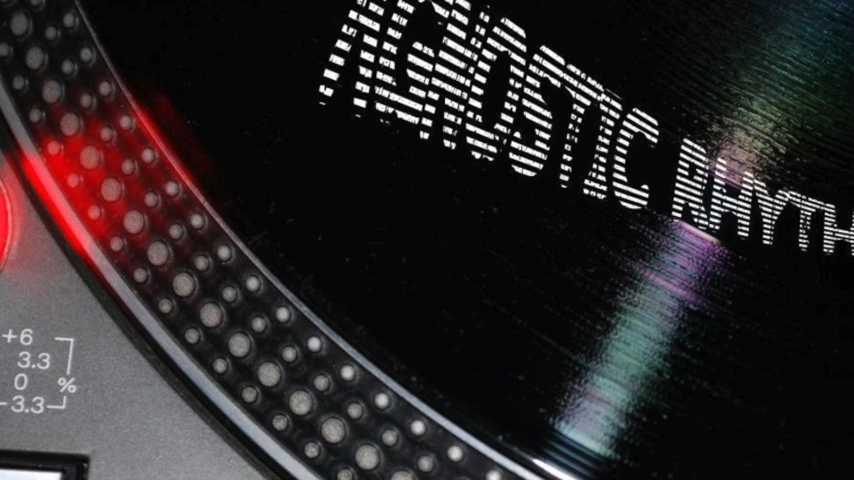 AGNOSTIC RHYTH
+6
3.3
0 %
-3.3